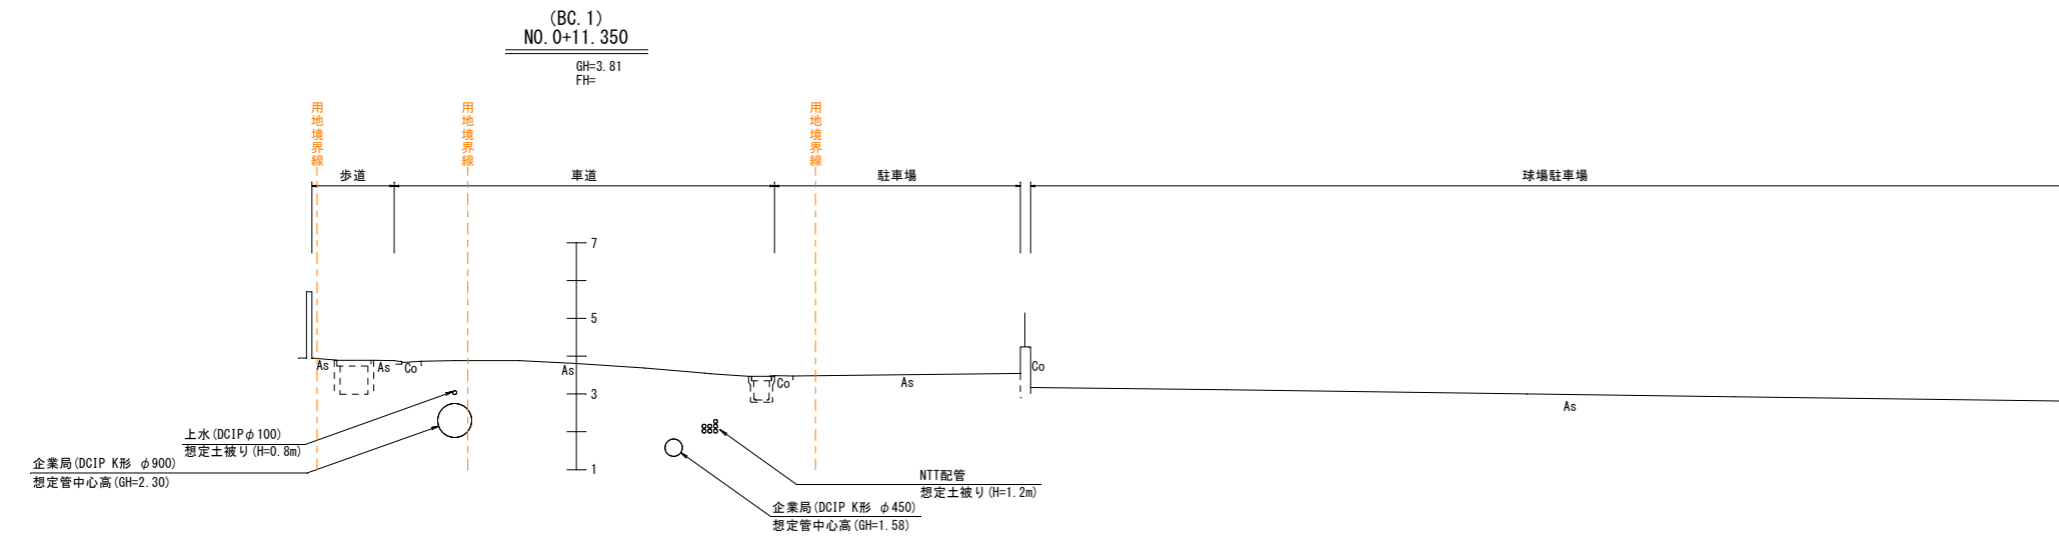 (BC. 1)
NO. 0+11. 350
GH=3. 81
FH=
用地境界線
用地境界線
用地境界線
歩道
車道
駐車場
球場駐車場
7
5
3
1
As
As
Co
As
Co
As
Co
As
上水(DCIPφ100)
想定土被り(H=0.8m)
企業局(DCIP K形 φ900)
想定管中心高(GH=2.30)
NTT配管
想定土被り(H=1.2m)
企業局(DCIP K形 φ450)
想定管中心高(GH=1.58)